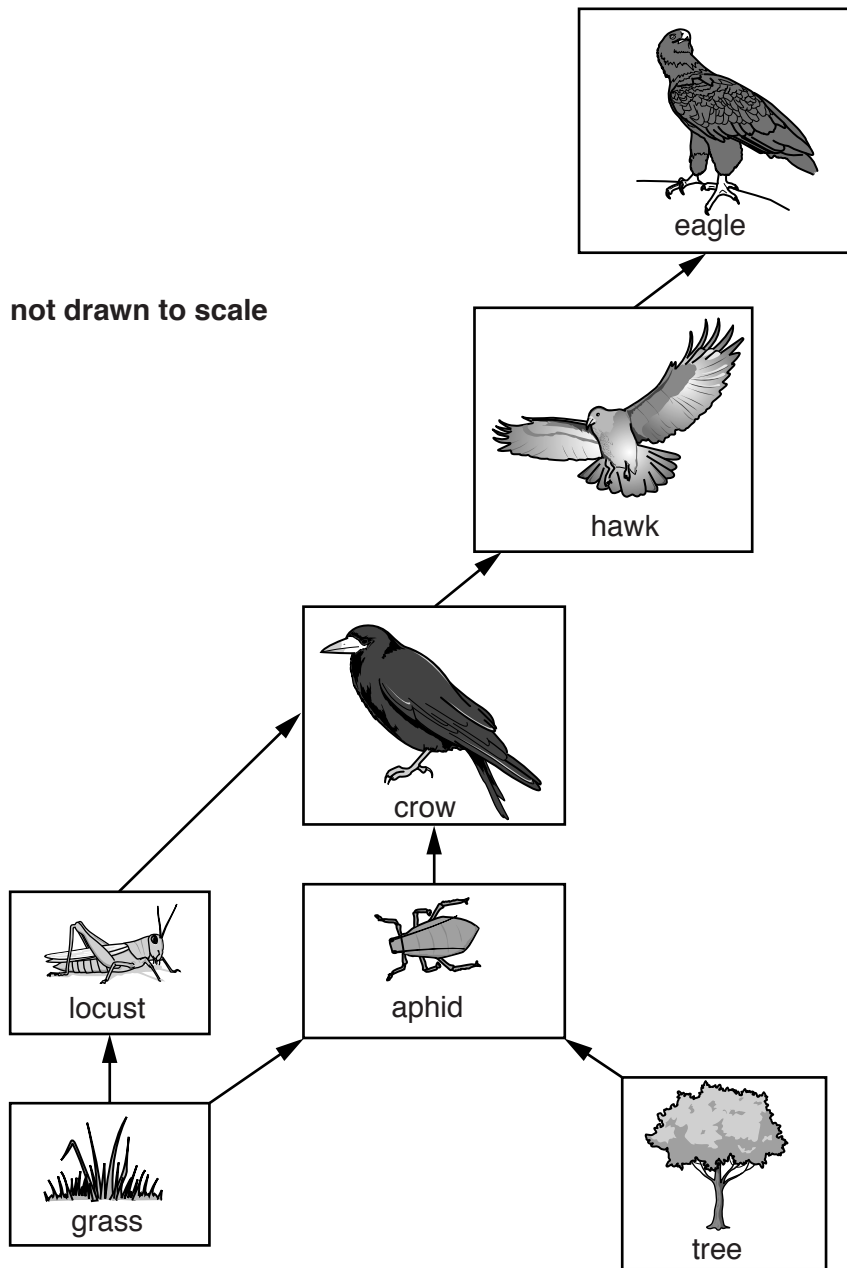 eagle
not drawn to scale
hawk
crow
locust
aphid
grass
tree